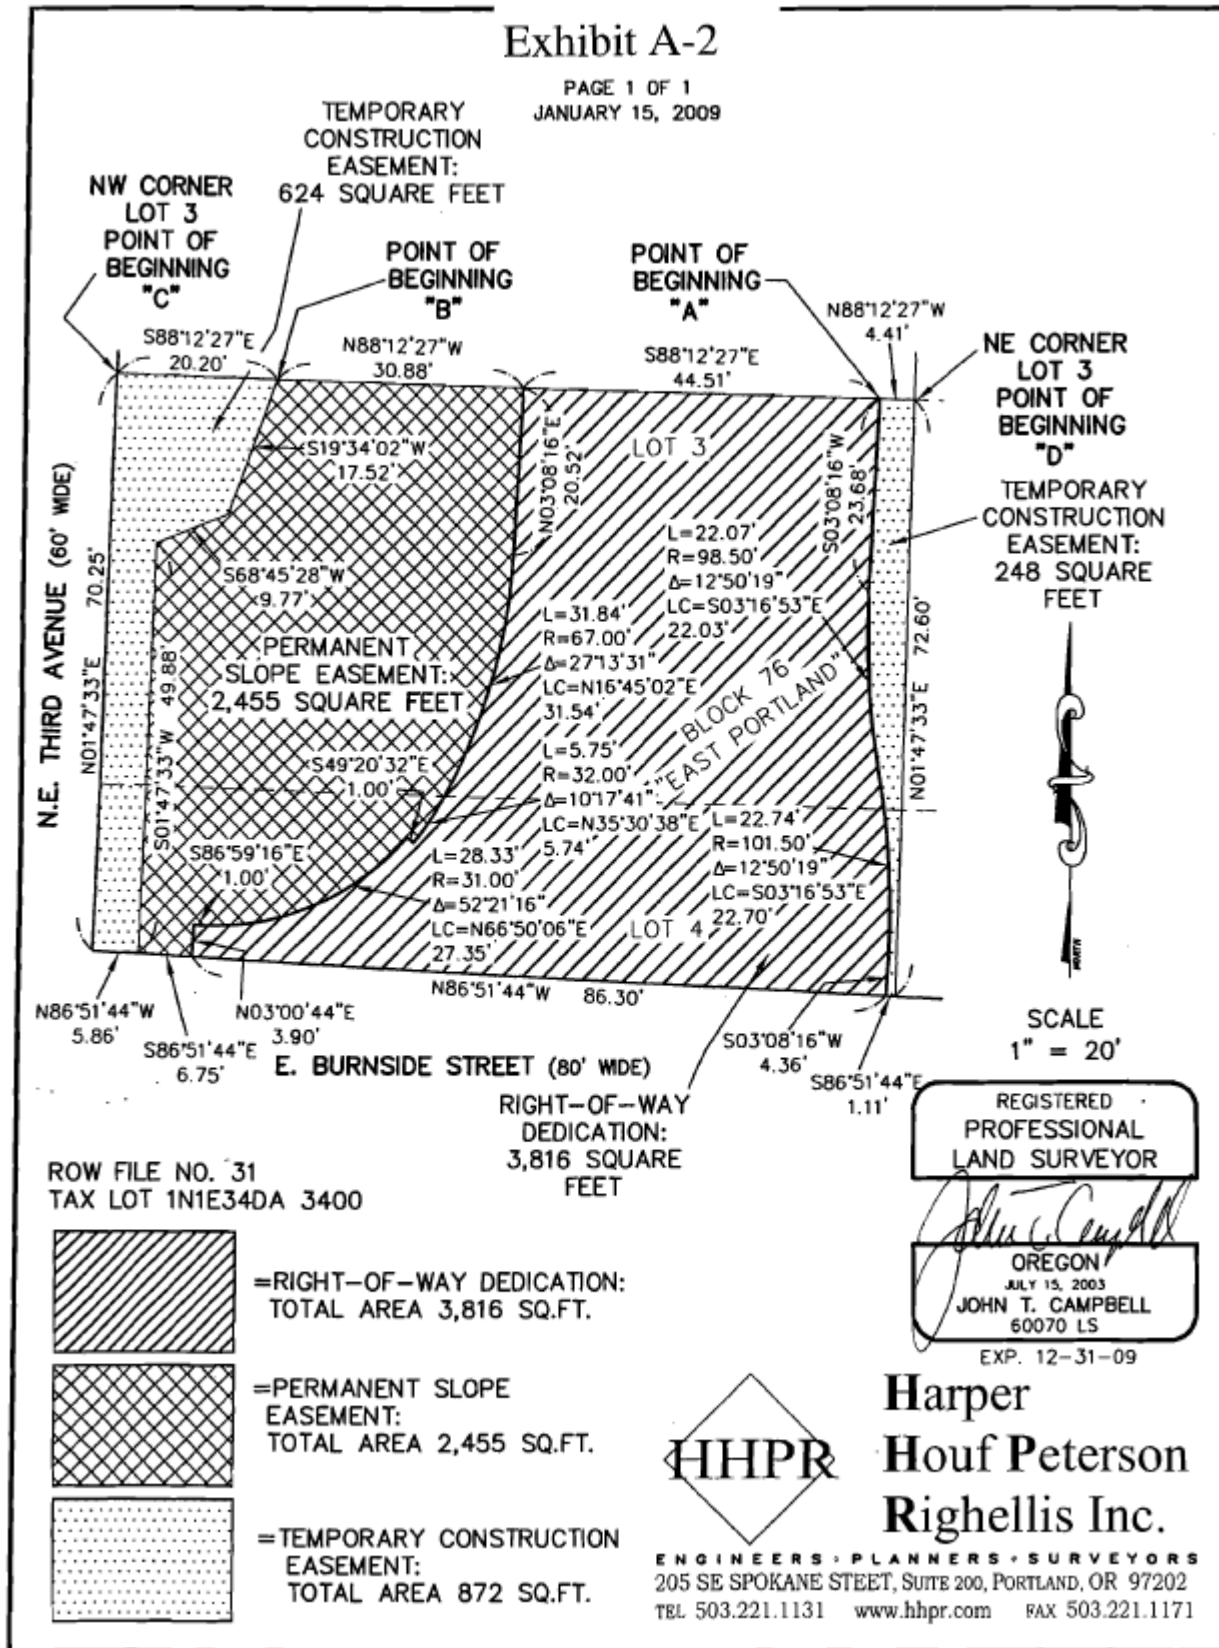 Exhibit A-2
PAGE 1 OF 1
JANUARY 15, 2009
TEMPORARY
CONSTRUCTION
EASEMENT:
624 SQUARE FEET
NW CORNER
LOT 3
POINT OF
BEGINNING
"C"
POINT OF
BEGINNING
"B"
POINT OF
BEGINNING
"A"
N88°12'27"W
4.41'
NE CORNER
LOT 3
POINT OF
BEGINNING
"D"
S88°12'27"E
20.20'
N88°12'27"W
30.88'
S88°12'27"E
44.51'
TEMPORARY
CONSTRUCTION
EASEMENT:
248 SQUARE
FEET
S19°34'02"W
17.52'
N03°08'16"E
20.52'
LOT 3
S03°08'16"W
23.68'
L=22.07'
R=98.50'
Δ=12°50'19"
LC=S03°16'53"E
22.03'
N.E. THIRD AVENUE (60' WIDE)
N01°47'33"E 70.25'
S68°45'28"W
9.77'
S01°47'33"W 49.88'
PERMANENT
SLOPE EASEMENT:
2,455 SQUARE FEET
L=31.84'
R=67.00'
Δ=27°13'31"
LC=N16°45'02"E
31.54'
BLOCK 76
"EAST PORTLAND"
N01°47'33"E 72.60'
S49°20'32"E
1.00'
L=5.75'
R=32.00'
Δ=10°17'41"
LC=N35°30'38"E
5.74'
S86°59'16"E
1.00'
L=28.33'
R=31.00'
Δ=52°21'16"
LC=N66°50'06"E
27.35'
L=22.74'
R=101.50'
Δ=12°50'19"
LC=S03°16'53"E
22.70'
LOT 4
NORTH
N86°51'44"W
5.86'
S86°51'44"E
6.75'
N03°00'44"E
3.90'
N86°51'44"W 86.30'
S03°08'16"W
4.36'
S86°51'44"E
1.11'
E. BURNSIDE STREET (80' WIDE)
SCALE
1" = 20'
RIGHT-OF-WAY
DEDICATION:
3,816 SQUARE
FEET
REGISTERED
PROFESSIONAL
LAND SURVEYOR
John T. Campbell
OREGON
JULY 15, 2003
JOHN T. CAMPBELL
60070 LS
EXP. 12-31-09
ROW FILE NO. 31
TAX LOT 1N1E34DA 3400
=RIGHT-OF-WAY DEDICATION:
TOTAL AREA 3,816 SQ.FT.
=PERMANENT SLOPE
EASEMENT:
TOTAL AREA 2,455 SQ.FT.
=TEMPORARY CONSTRUCTION
EASEMENT:
TOTAL AREA 872 SQ.FT.
HHPR
Harper
Houf Peterson
Righellis Inc.
ENGINEERS • PLANNERS • SURVEYORS
205 SE SPOKANE STEET, SUITE 200, PORTLAND, OR 97202
TEL 503.221.1131 www.hhpr.com FAX 503.221.1171